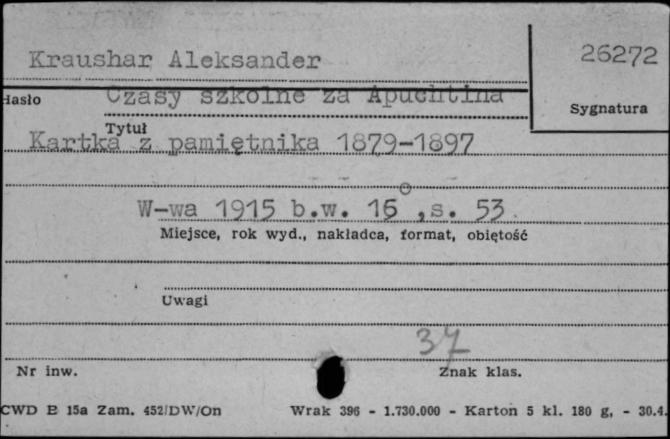 Kraushar Aleksander
26272
Hasło
Czasy szkolne za Apuchtina
Sygnatura
Tytuł
Kartka z pamiętnika 1879-1897
W-wa 1915 b.w. 16°, s. 53
Miejsce, rok wyd., nakładca, format, objętość
Uwagi
37
Nr inw.
Znak klas.
CWD E 15a Zam. 452/DW/On
Wrak 396 - 1.730.000 - Karton 5 kl. 180 g, - 30.4.